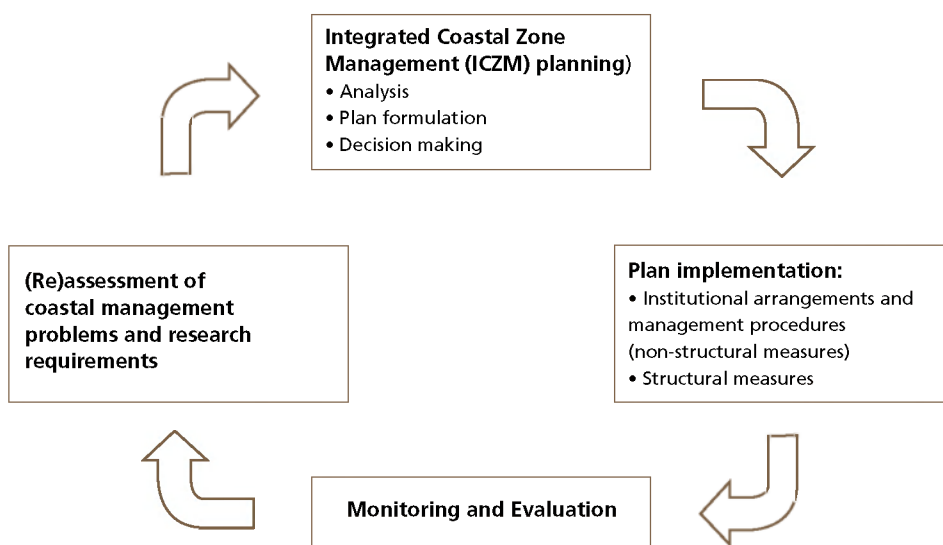 Integrated Coastal Zone
Management (ICZM) planning)
• Analysis
• Plan formulation
• Decision making
(Re)assessment of
coastal management
problems and research
requirements
Plan implementation:
• Institutional arrangements and
management procedures
(non-structural measures)
• Structural measures
Monitoring and Evaluation